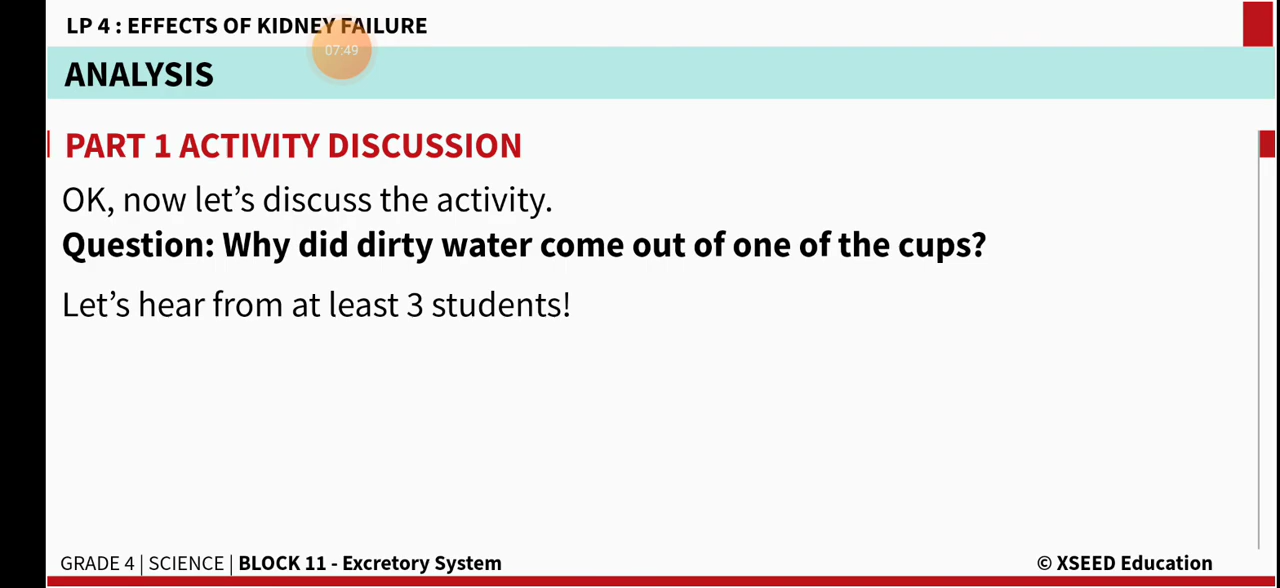 LP 4 : EFFECTS OF KIDNEY FAILURE
07:49
ANALYSIS
PART 1 ACTIVITY DISCUSSION
OK, now let’s discuss the activity.
Question: Why did dirty water come out of one of the cups?
Let’s hear from at least 3 students!
GRADE 4 | SCIENCE | BLOCK 11 - Excretory System
© XSEED Education